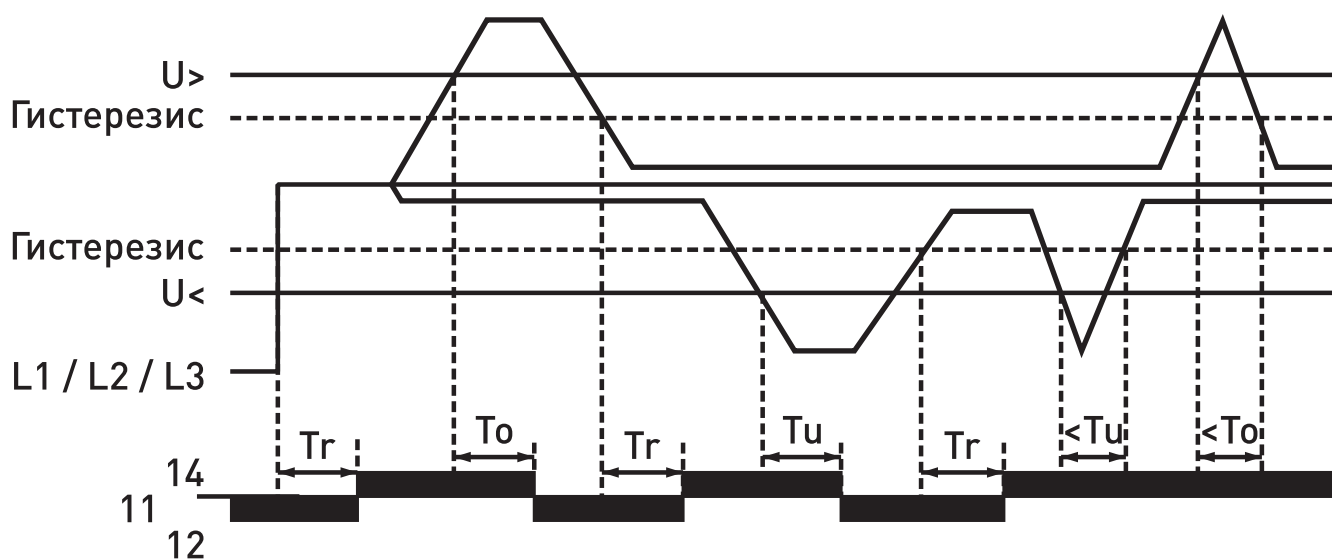 U>
Гистерезис
Гистерезис
U<
L1 / L2 / L3
Tr
To
Tr
Tu
Tr
<Tu
<To
14
11
12